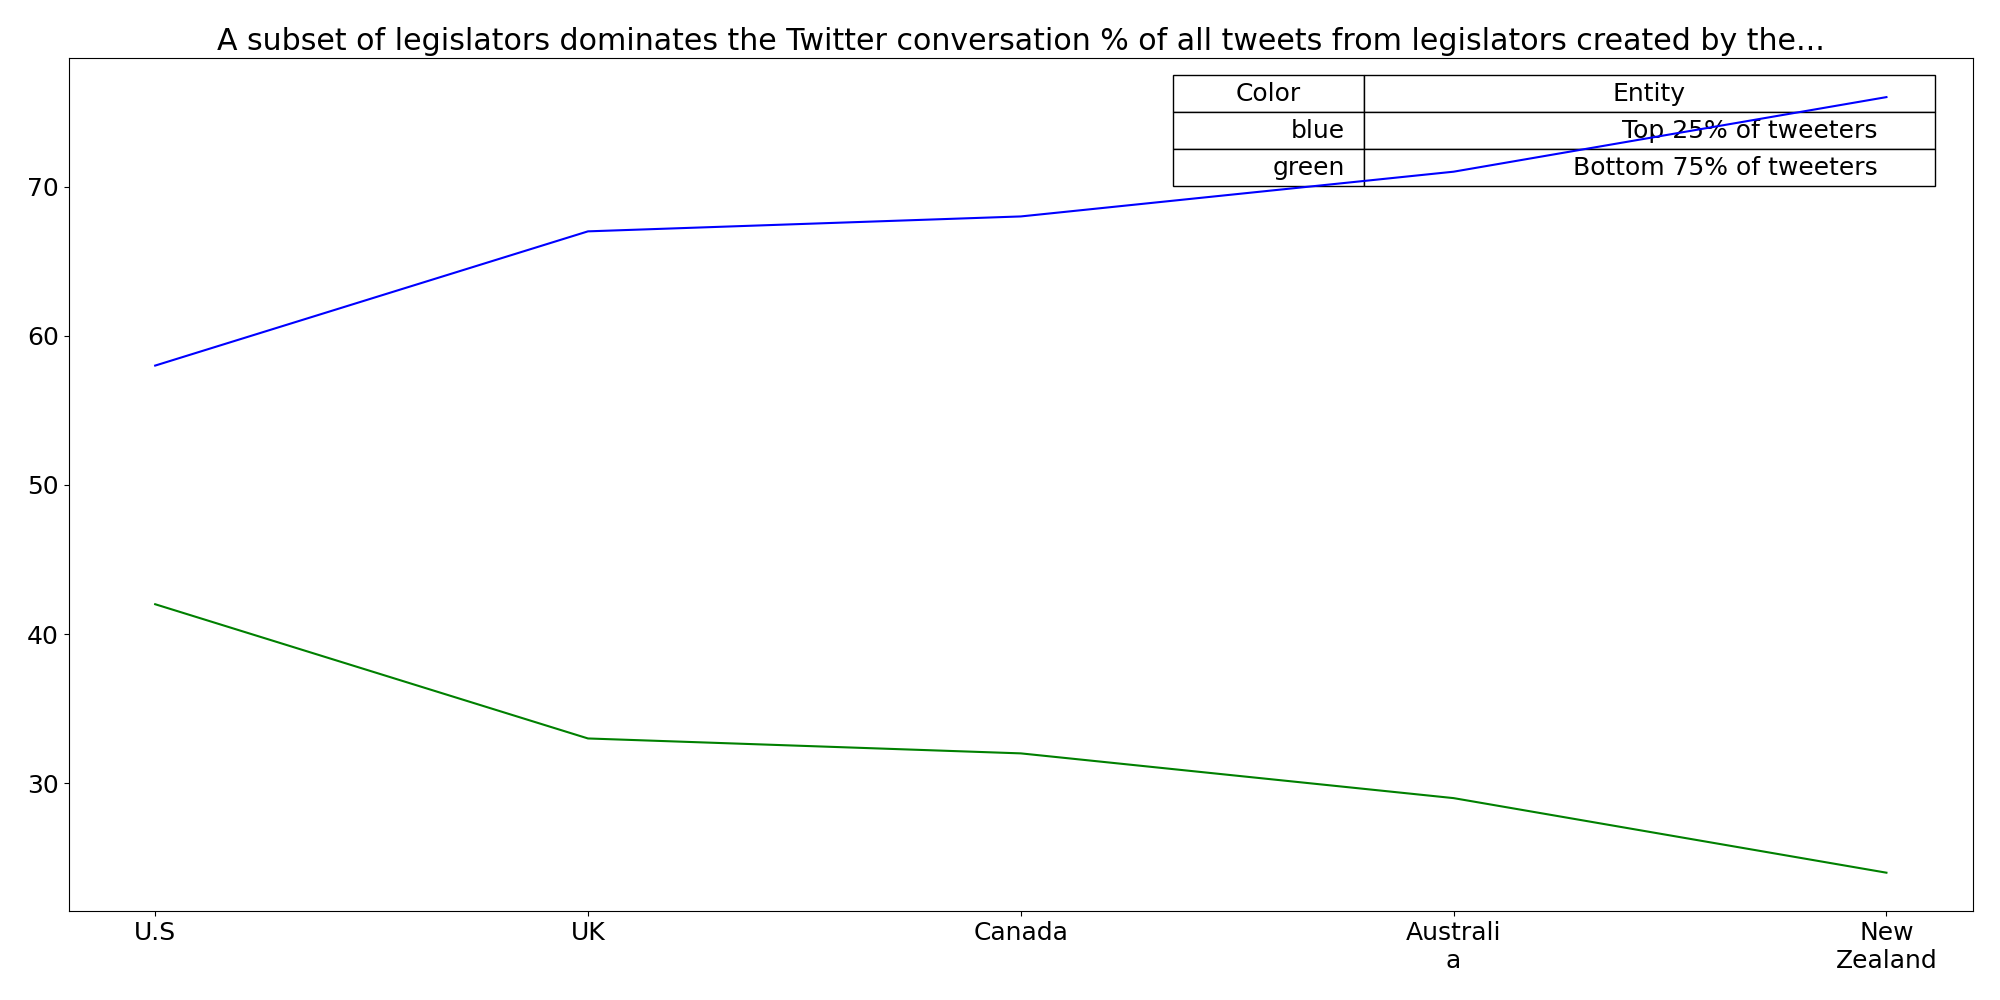 A subset of legislators dominates the Twitter conversation % of all tweets from legislators created by the...
Color Entity
blue Top 25% of tweeters
green Bottom 75% of tweeters
70
60
50
40
30
U.S UK Canada Australi
a New
Zealand